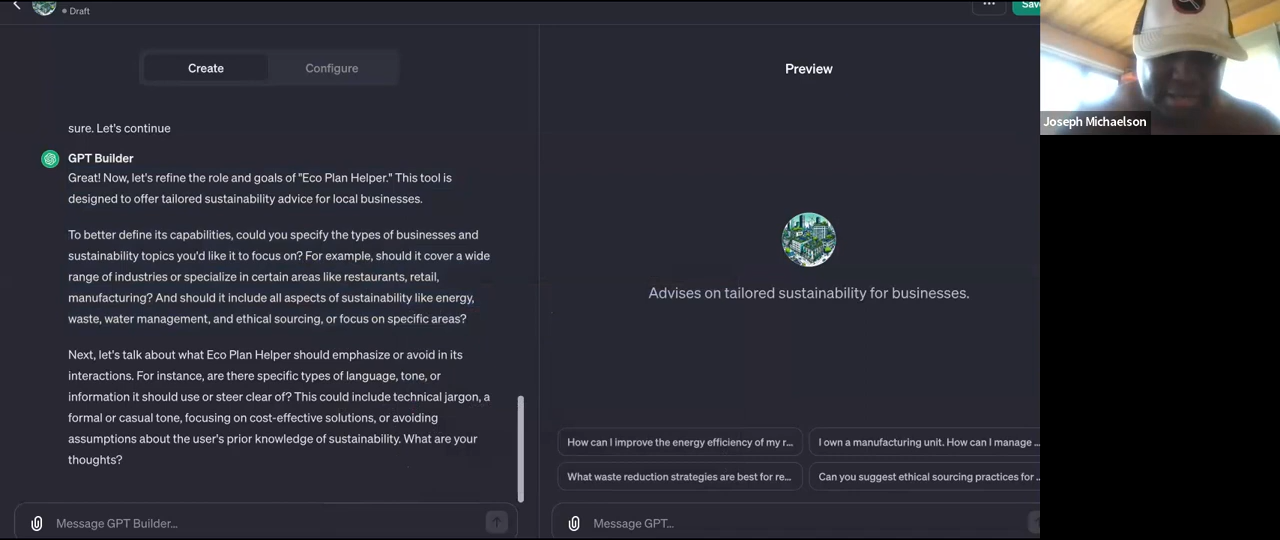 Draft
Save
Create
Configure
Preview
Joseph Michaelson
sure. Let's continue
GPT Builder
Great! Now, let's refine the role and goals of "Eco Plan Helper." This tool is
designed to offer tailored sustainability advice for local businesses.
To better define its capabilities, could you specify the types of businesses and
sustainability topics you'd like it to focus on? For example, should it cover a wide
range of industries or specialize in certain areas like restaurants, retail,
manufacturing? And should it include all aspects of sustainability like energy,
waste, water management, and ethical sourcing, or focus on specific areas?
Next, let's talk about what Eco Plan Helper should emphasize or avoid in its
interactions. For instance, are there specific types of language, tone, or
information it should use or steer clear of? This could include technical jargon, a
formal or casual tone, focusing on cost-effective solutions, or avoiding
assumptions about the user's prior knowledge of sustainability. What are your
thoughts?
Message GPT Builder...
Advises on tailored sustainability for businesses.
How can I improve the energy efficiency of my r...
I own a manufacturing unit. How can I manage ...
What waste reduction strategies are best for re...
Can you suggest ethical sourcing practices for ...
Message GPT...